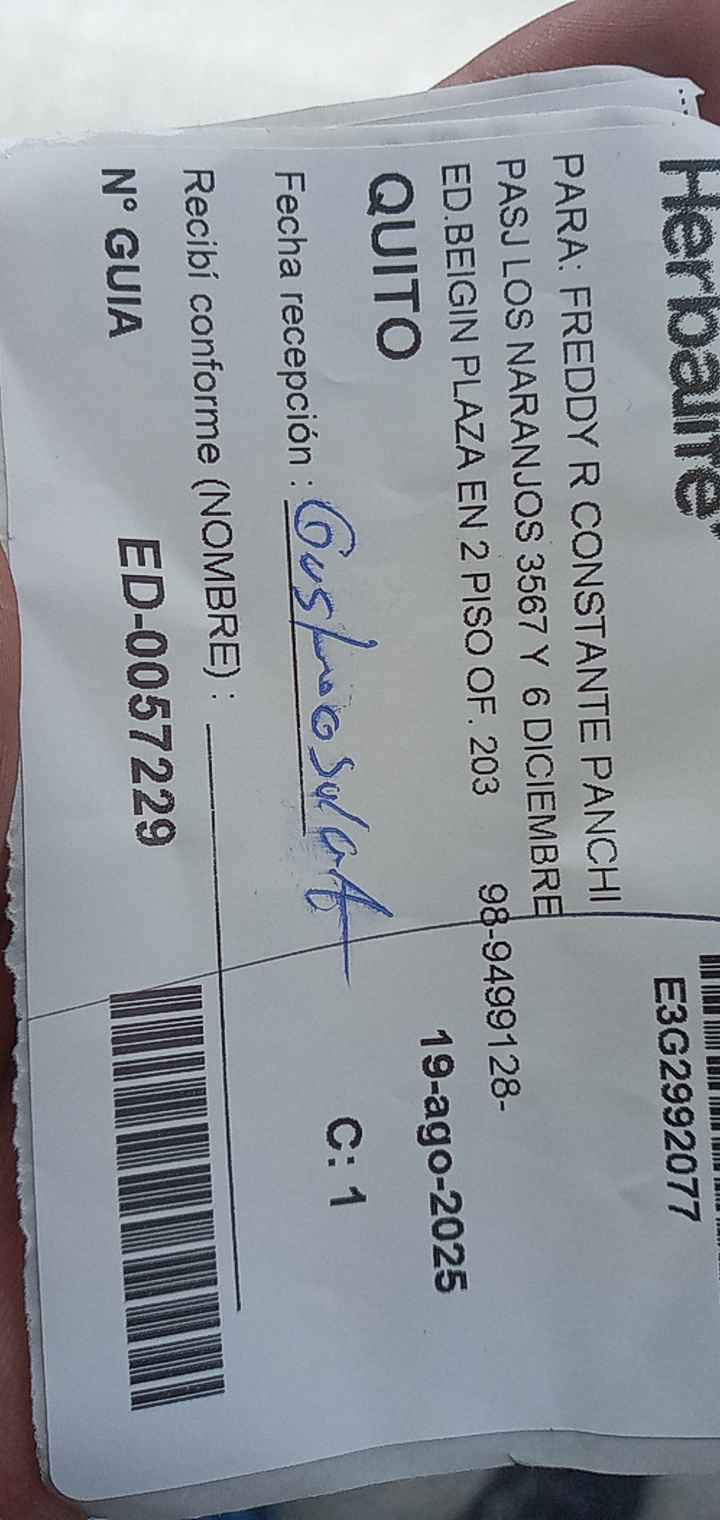 Herbalife
E3G2992077
PARA: FREDDY R CONSTANTE PANCHI
PASJ LOS NARANJOS 3567 Y 6 DICIEMBRE
ED.BEIGIN PLAZA EN 2 PISO OF. 203 98-9499128-
QUITO 19-ago-2025
Fecha recepción : C: 1
Recibí conforme (NOMBRE) :
N° GUIA ED-0057229